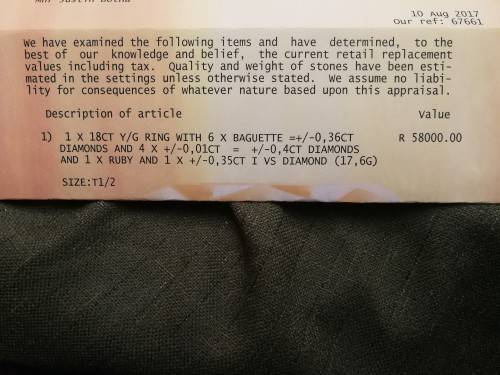 Mnr Justin Botha
10 Aug 2017
Our ref: 67661
We have examined the following items and have determined, to the
best of our knowledge and belief, the current retail replacement
values including tax. Quality and weight of stones have been esti-
mated in the settings unless otherwise stated. We assume no liabi-
lity for consequences of whatever nature based upon this appraisal.
Description of article Value
1) 1 X 18CT Y/G RING WITH 6 X BAGUETTE =+/-0,36CT R 58000.00
DIAMONDS AND 4 X +/-0,01CT = +/-0,4CT DIAMONDS
AND 1 X RUBY AND 1 X +/-0,35CT I VS DIAMOND (17,6G)
SIZE:T1/2